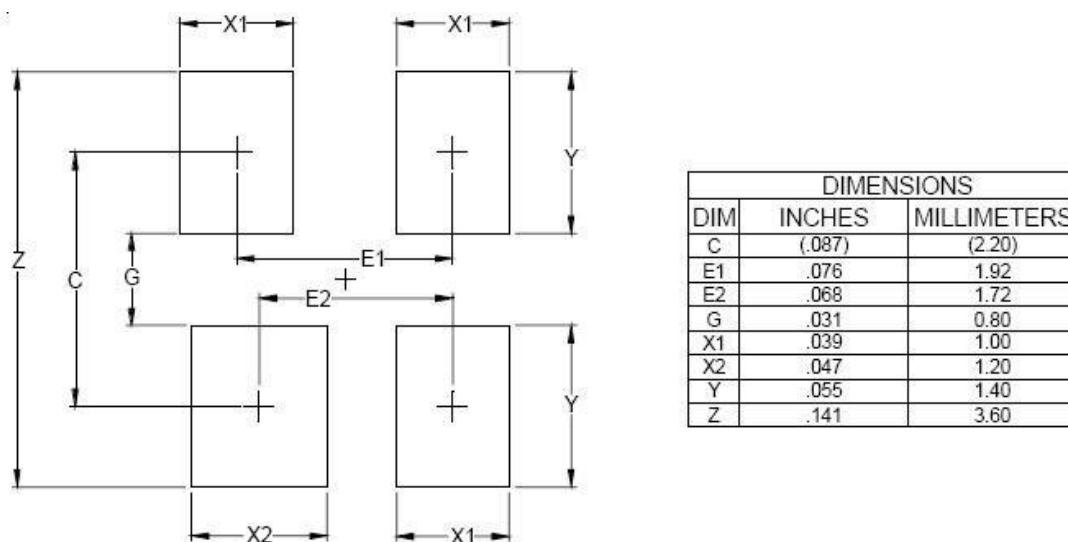 X1 X1
Y
Z
C
G
E1
E2
Y
X2 X1
DIMENSIONS
DIM INCHES MILLIMETERS
C (.087) (2.20)
E1 .076 1.92
E2 .068 1.72
G .031 0.80
X1 .039 1.00
X2 .047 1.20
Y .055 1.40
Z .141 3.60